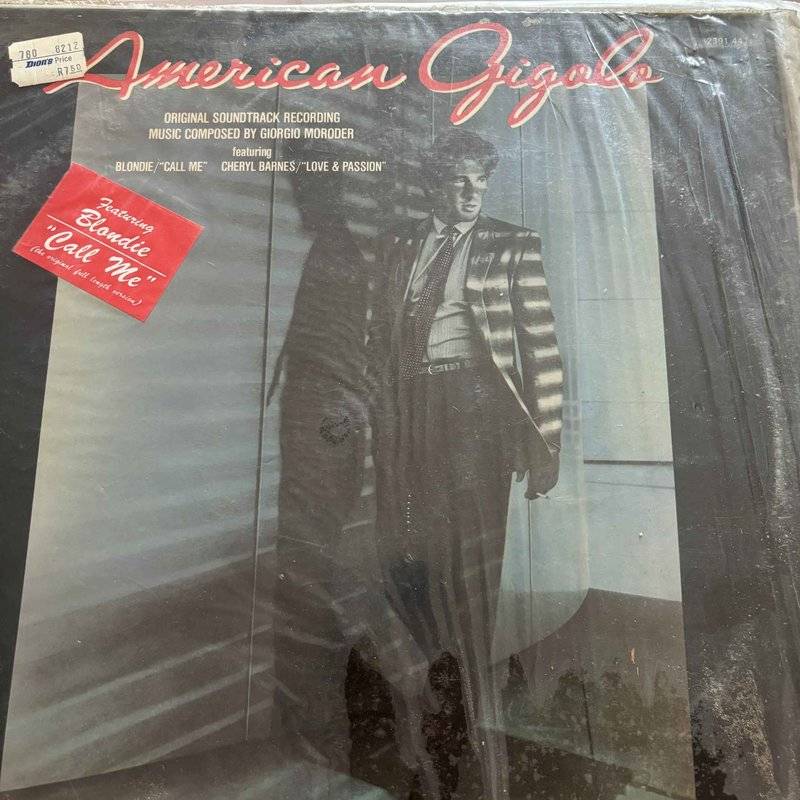 780 8212
DION'S Price
R7.50
American Gigolo
ORIGINAL SOUNDTRACK RECORDING
MUSIC COMPOSED BY GIORGIO MORODER
featuring
BLONDIE/"CALL ME" CHERYL BARNES/"LOVE & PASSION"
Featuring
Blondie
"Call Me"
(the original/full length version)